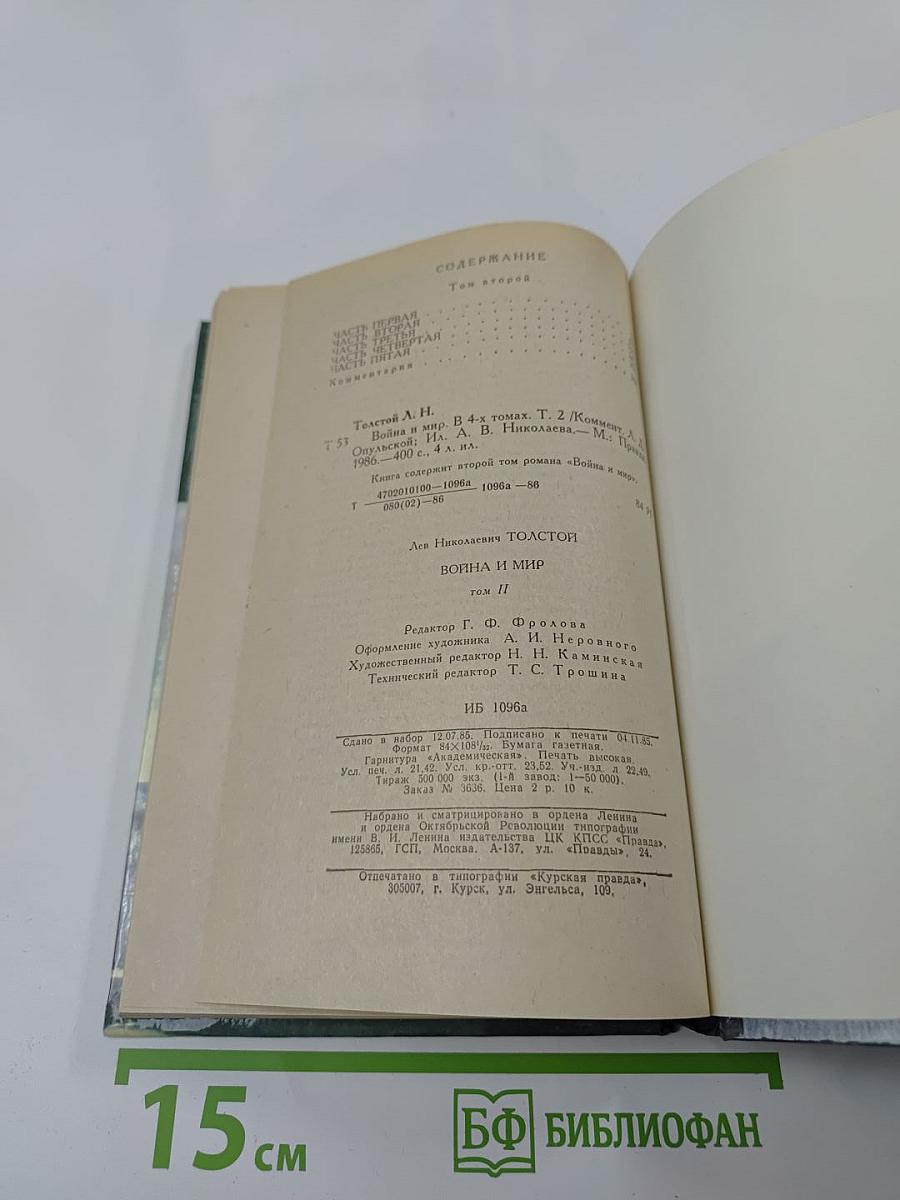 СОДЕРЖАНИЕ
Том второй
ЧАСТЬ ПЕРВАЯ
ЧАСТЬ ВТОРАЯ
ЧАСТЬ ТРЕТЬЯ
ЧАСТЬ ЧЕТВЕРТАЯ
ЧАСТЬ ПЯТАЯ
Комментарии
Толстой Л. Н.
Т 53 Война и мир. В 4-х томах. Т. 2 /Коммент. Л. Д.
Опульской; Ил. А. В. Николаева.— М.: Правда,
1986.—400 с., 4 л. ил.
Книга содержит второй том романа «Война и мир».
Т 4702010100—1096а 1096а —86
080(02)—86
84
Лев Николаевич ТОЛСТОЙ
ВОЙНА И МИР
том II
Редактор Г. Ф. Фролова
Оформление художника А. И. Неровного
Художественный редактор Н. Н. Каминская
Технический редактор Т. С. Трошина
ИБ 1096а
Сдано в набор 12.07.85. Подписано к печати 04.11.85.
Формат 84×108¹/₃₂. Бумага газетная.
Гарнитура «Академическая». Печать высокая.
Усл. печ. л. 21,42. Усл. кр.-отт. 23,52. Уч.-изд. л. 22,49.
Тираж 500 000 экз. (1-й завод: 1—50 000).
Заказ № 3636. Цена 2 р. 10 к.
Набрано и сматрицировано в ордена Ленина
и ордена Октябрьской Революции типографии
имени В. И. Ленина издательства ЦК КПСС «Правда»,
125865, ГСП, Москва. А-137, ул. «Правды», 24.
Отпечатано в типографии «Курская правда»,
305007, г. Курск, ул. Энгельса, 109.
15 см
БФ БИБЛИОФАН